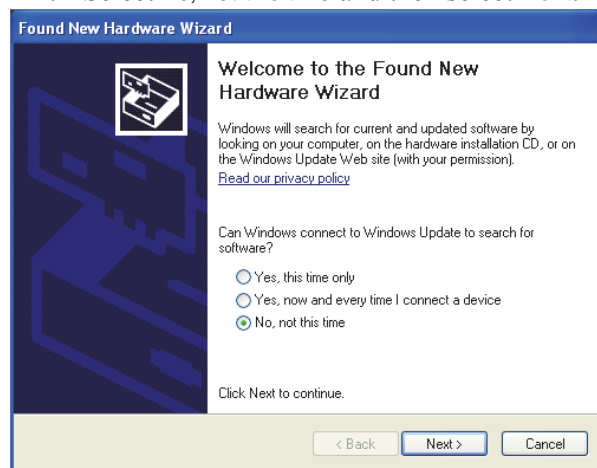 Found New Hardware Wizard
Welcome to the Found New
Hardware Wizard
Windows will search for current and updated software by
looking on your computer, on the hardware installation CD, or on
the Windows Update Web site (with your permission).
Read our privacy policy
Can Windows connect to Windows Update to search for
software?
Yes, this time only
Yes, now and every time I connect a device
No, not this time
Click Next to continue.
< Back
Next >
Cancel